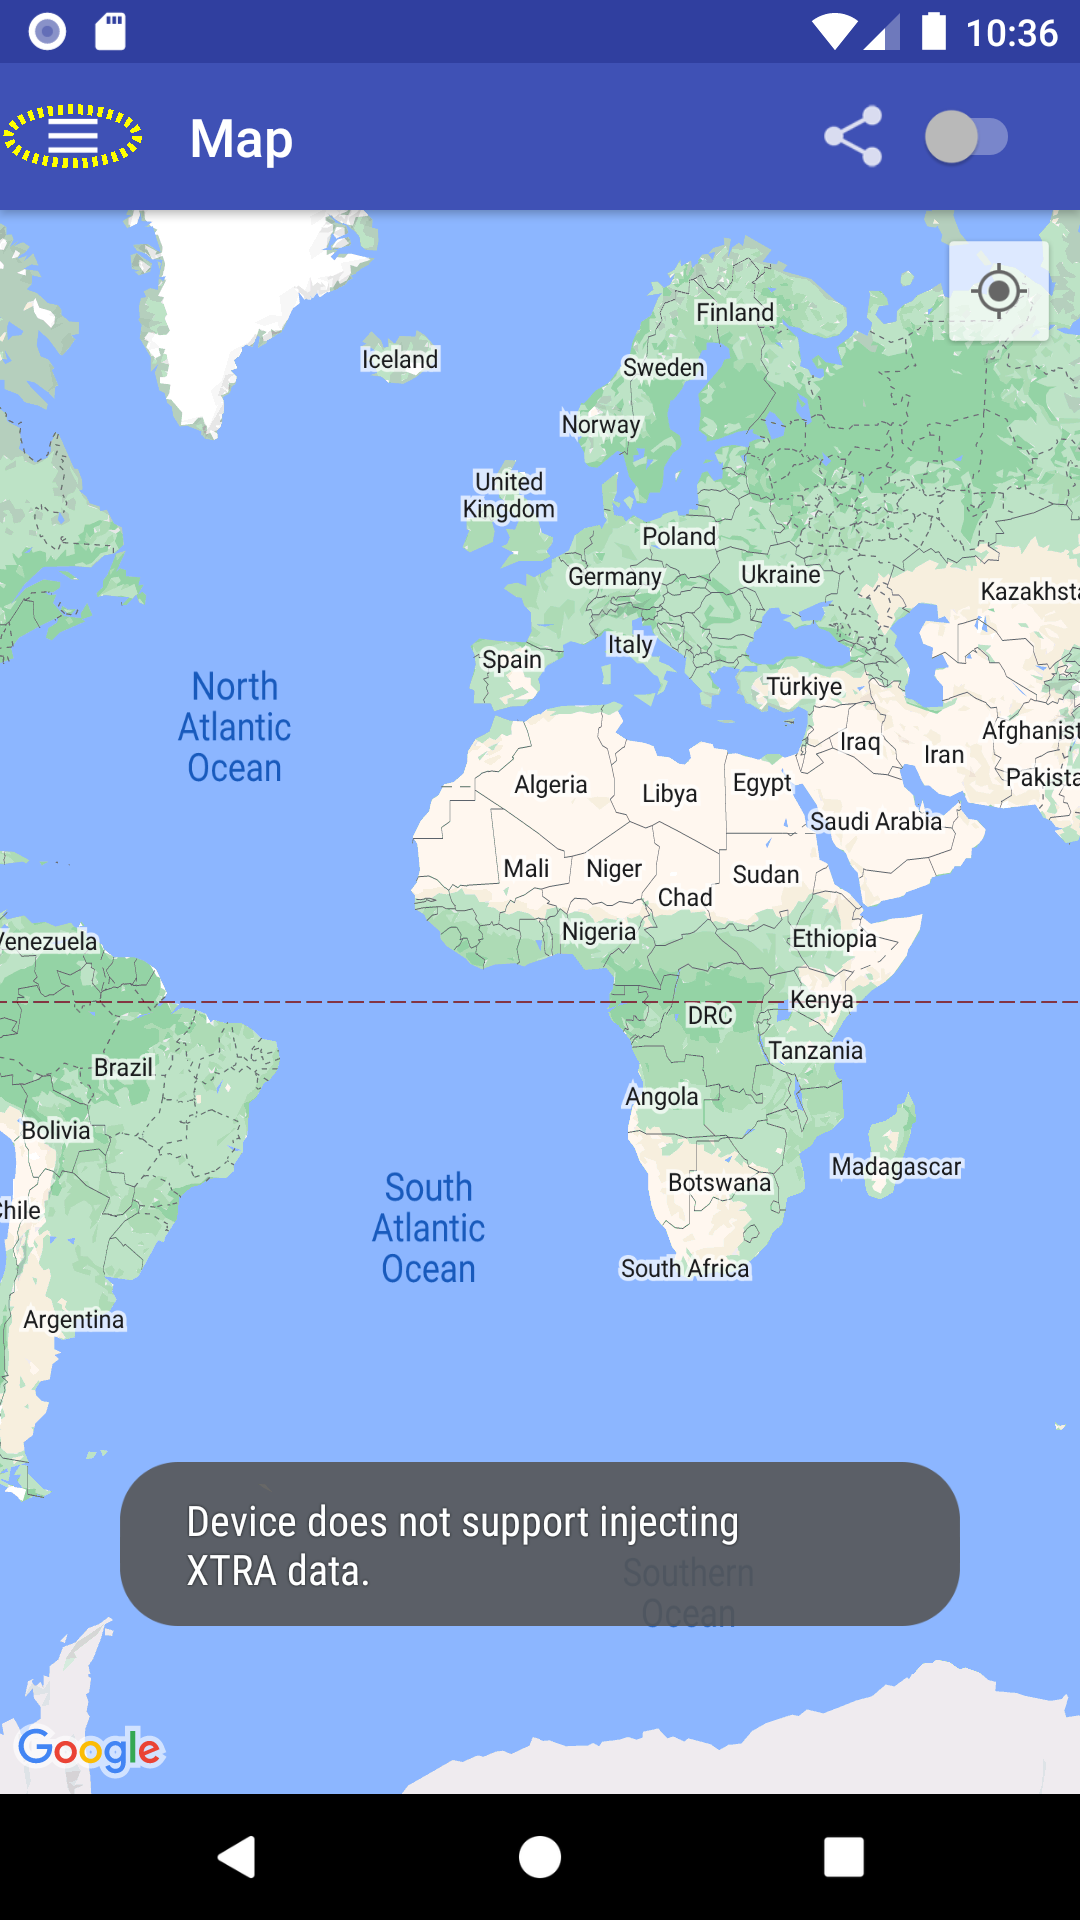 10:36
Map
Finland
Iceland
Sweden
Norway
United
Kingdom
Poland
Germany
Ukraine
Kazakhsta
Italy
Spain
Türkiye
North
Atlantic
Ocean
Afghanist
Iraq
Iran
Pakista
Algeria
Libya
Egypt
Saudi Arabia
Mali
Niger
Sudan
Chad
Nigeria
Ethiopia
Venezuela
Kenya
DRC
Tanzania
Brazil
Angola
Bolivia
Madagascar
Botswana
South
Atlantic
Ocean
Chile
South Africa
Argentina
Device does not support injecting
XTRA data.
Southern
Ocean
Google